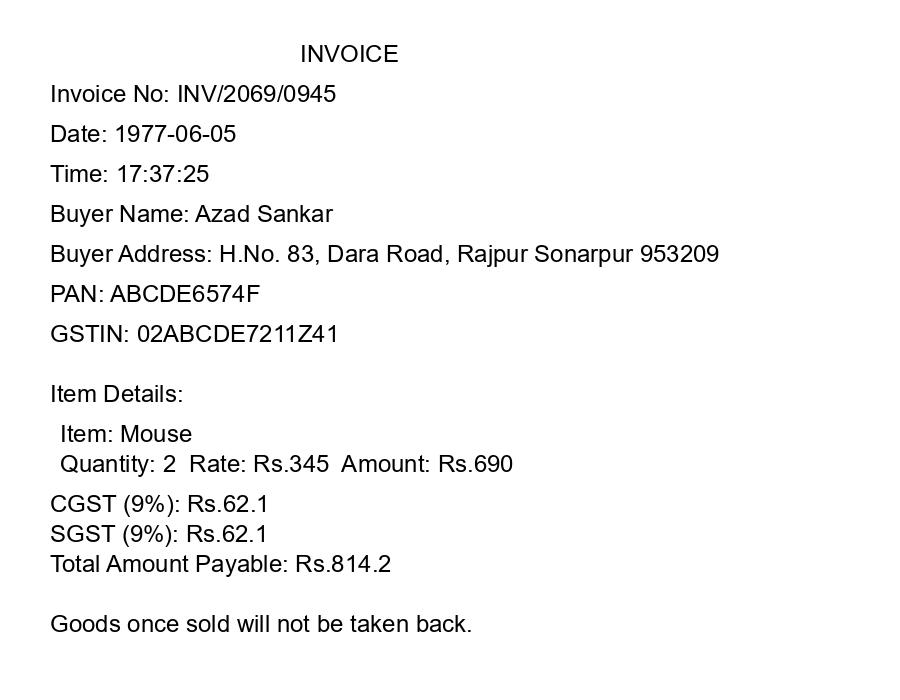 INVOICE
Invoice No: INV/2069/0945
Date: 1977-06-05
Time: 17:37:25
Buyer Name: Azad Sankar
Buyer Address: H.No. 83, Dara Road, Rajpur Sonarpur 953209
PAN: ABCDE6574F
GSTIN: 02ABCDE7211Z41
Item Details:
Item: Mouse
Quantity: 2  Rate: Rs.345  Amount: Rs.690
CGST (9%): Rs.62.1
SGST (9%): Rs.62.1
Total Amount Payable: Rs.814.2
Goods once sold will not be taken back.